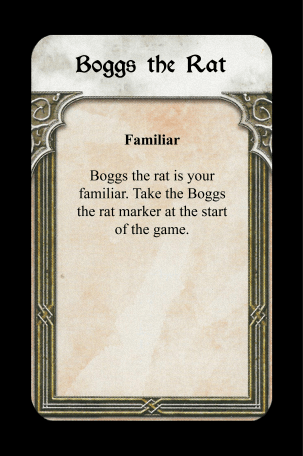 Boggs the Rat
Familiar
Boggs the rat is your
familiar. Take the Boggs
the rat marker at the start
of the game.